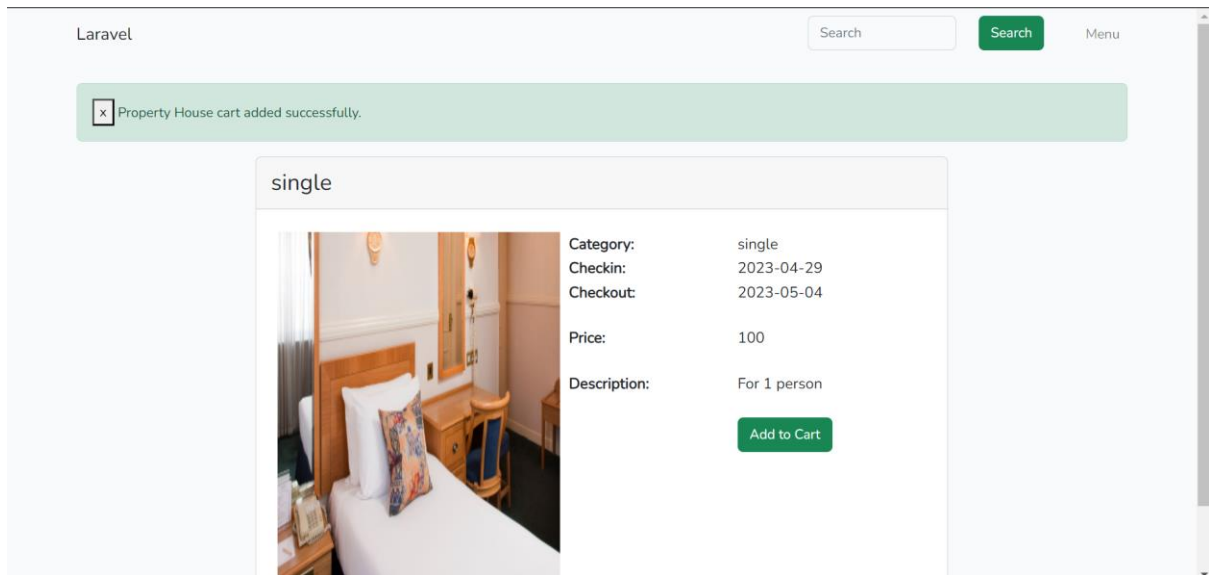 Laravel Search Search Menu
x Property House cart added successfully.
single
Category: single
Checkin: 2023-04-29
Checkout: 2023-05-04
Price: 100
Description: For 1 person
Add to Cart